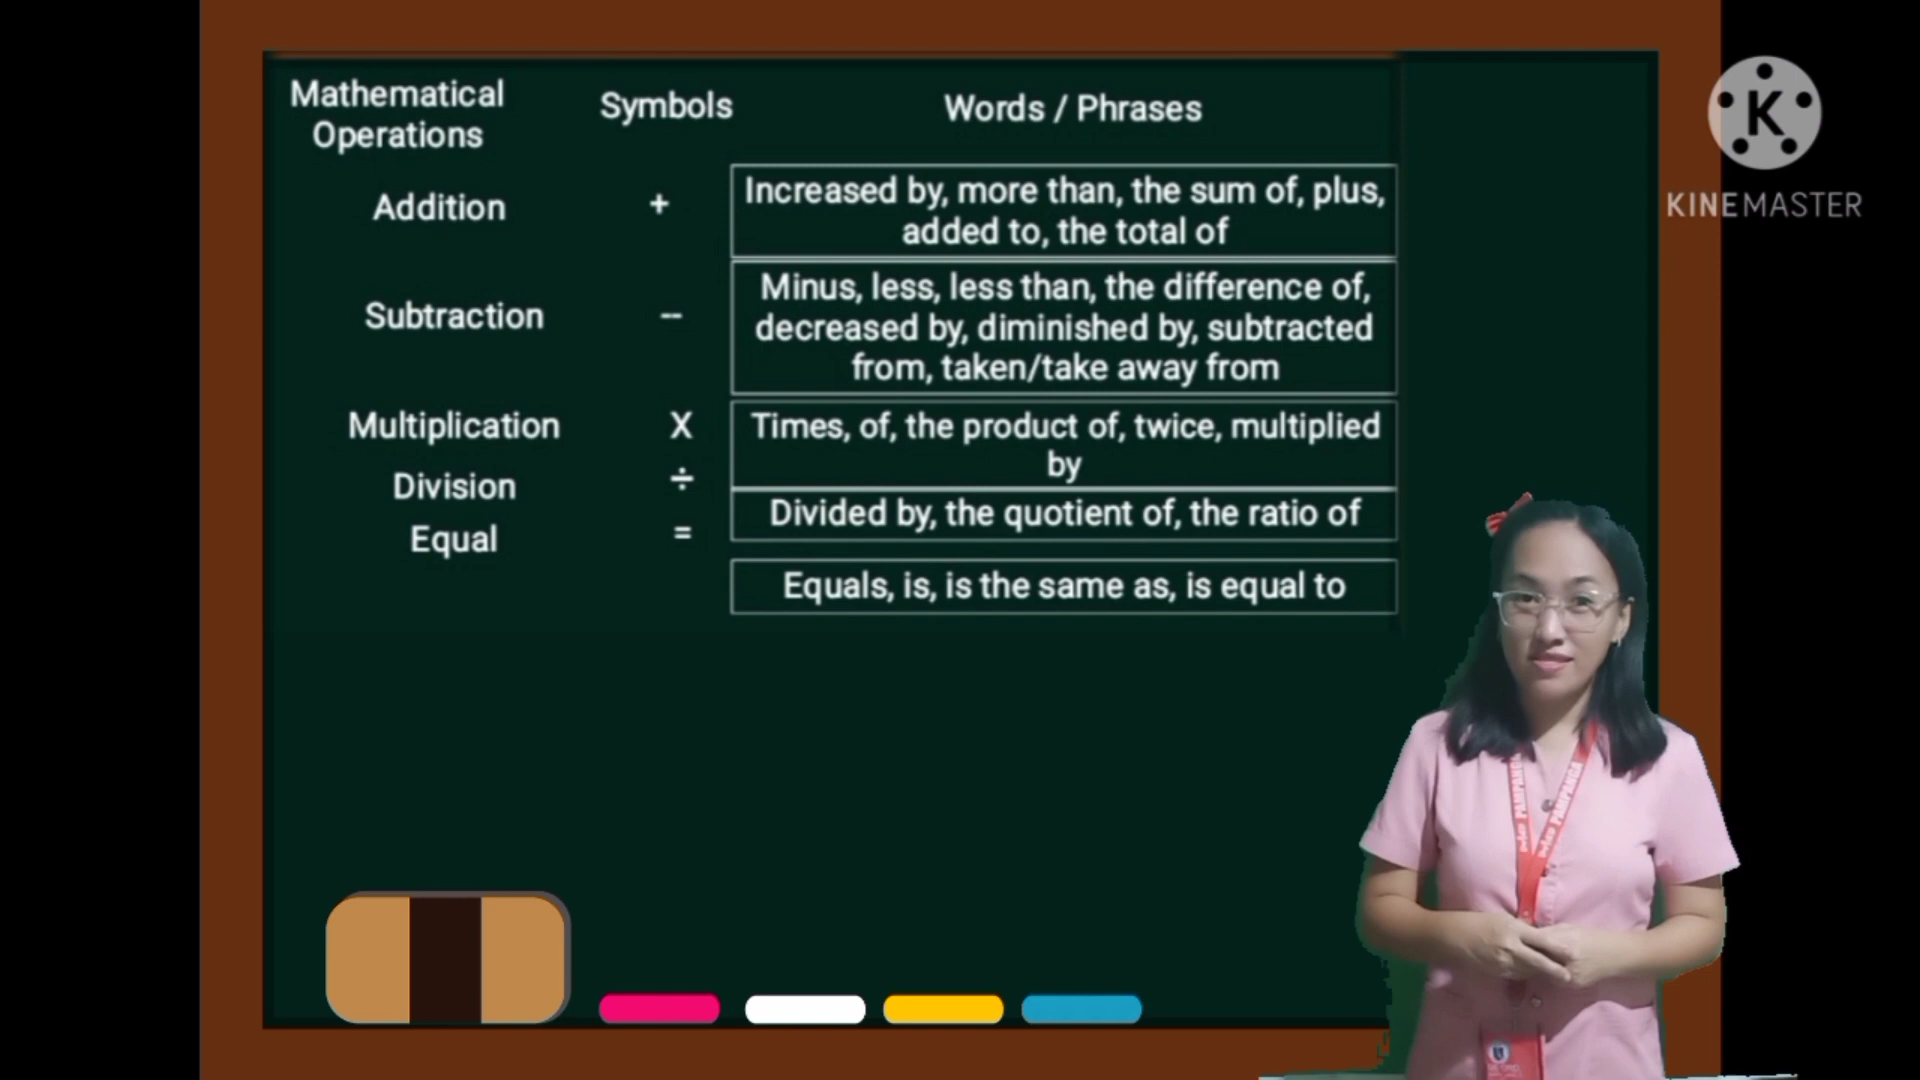 Mathematical
Operations
Symbols
Words / Phrases
Addition
+
Increased by, more than, the sum of, plus,
added to, the total of
Subtraction
--
Minus, less, less than, the difference of,
decreased by, diminished by, subtracted
from, taken/take away from
Multiplication
X
Times, of, the product of, twice, multiplied
by
Division
÷
Divided by, the quotient of, the ratio of
Equal
=
Equals, is, is the same as, is equal to
K
KINEMASTER
PAMPANGA
PAMPANGA